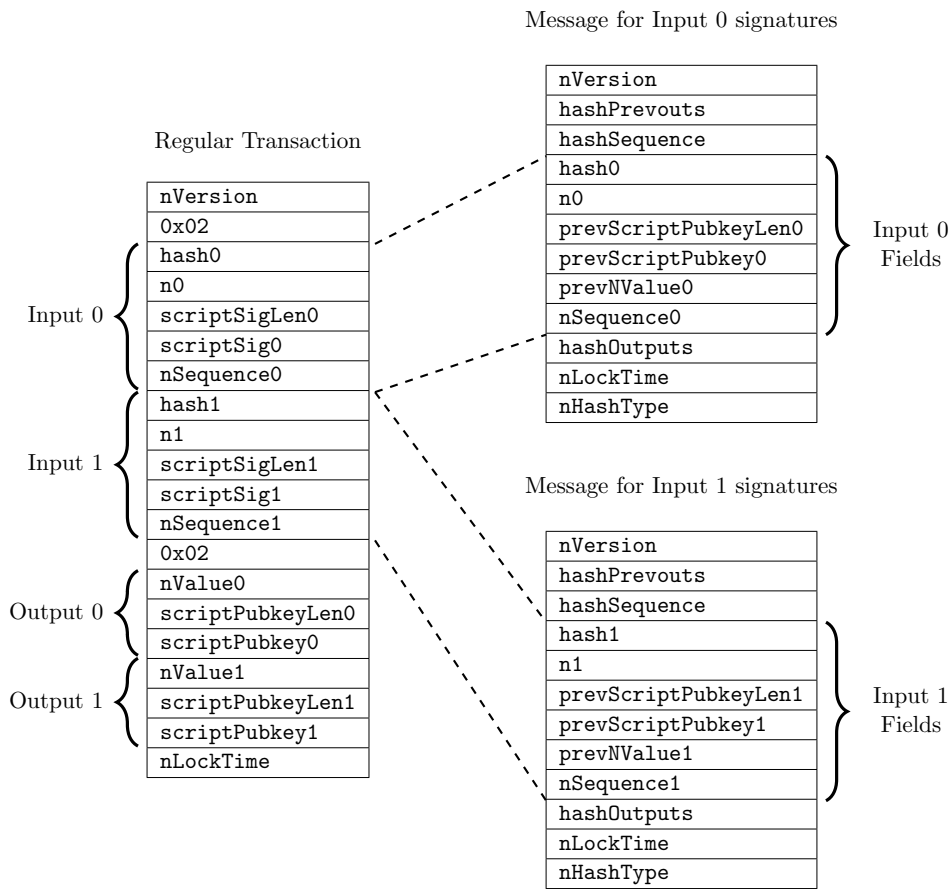 Regular Transaction
nVersion
0x02
Input 0
hash0
n0
scriptSigLen0
scriptSig0
nSequence0
Input 1
hash1
n1
scriptSigLen1
scriptSig1
nSequence1
0x02
Output 0
nValue0
scriptPubkeyLen0
scriptPubkey0
Output 1
nValue1
scriptPubkeyLen1
scriptPubkey1
nLockTime
Message for Input 0 signatures
nVersion
hashPrevouts
hashSequence
hash0
n0
prevScriptPubkeyLen0
prevScriptPubkey0
prevNValue0
nSequence0
hashOutputs
nLockTime
nHashType
Input 0
Fields
Message for Input 1 signatures
nVersion
hashPrevouts
hashSequence
hash1
n1
prevScriptPubkeyLen1
prevScriptPubkey1
prevNValue1
nSequence1
hashOutputs
nLockTime
nHashType
Input 1
Fields